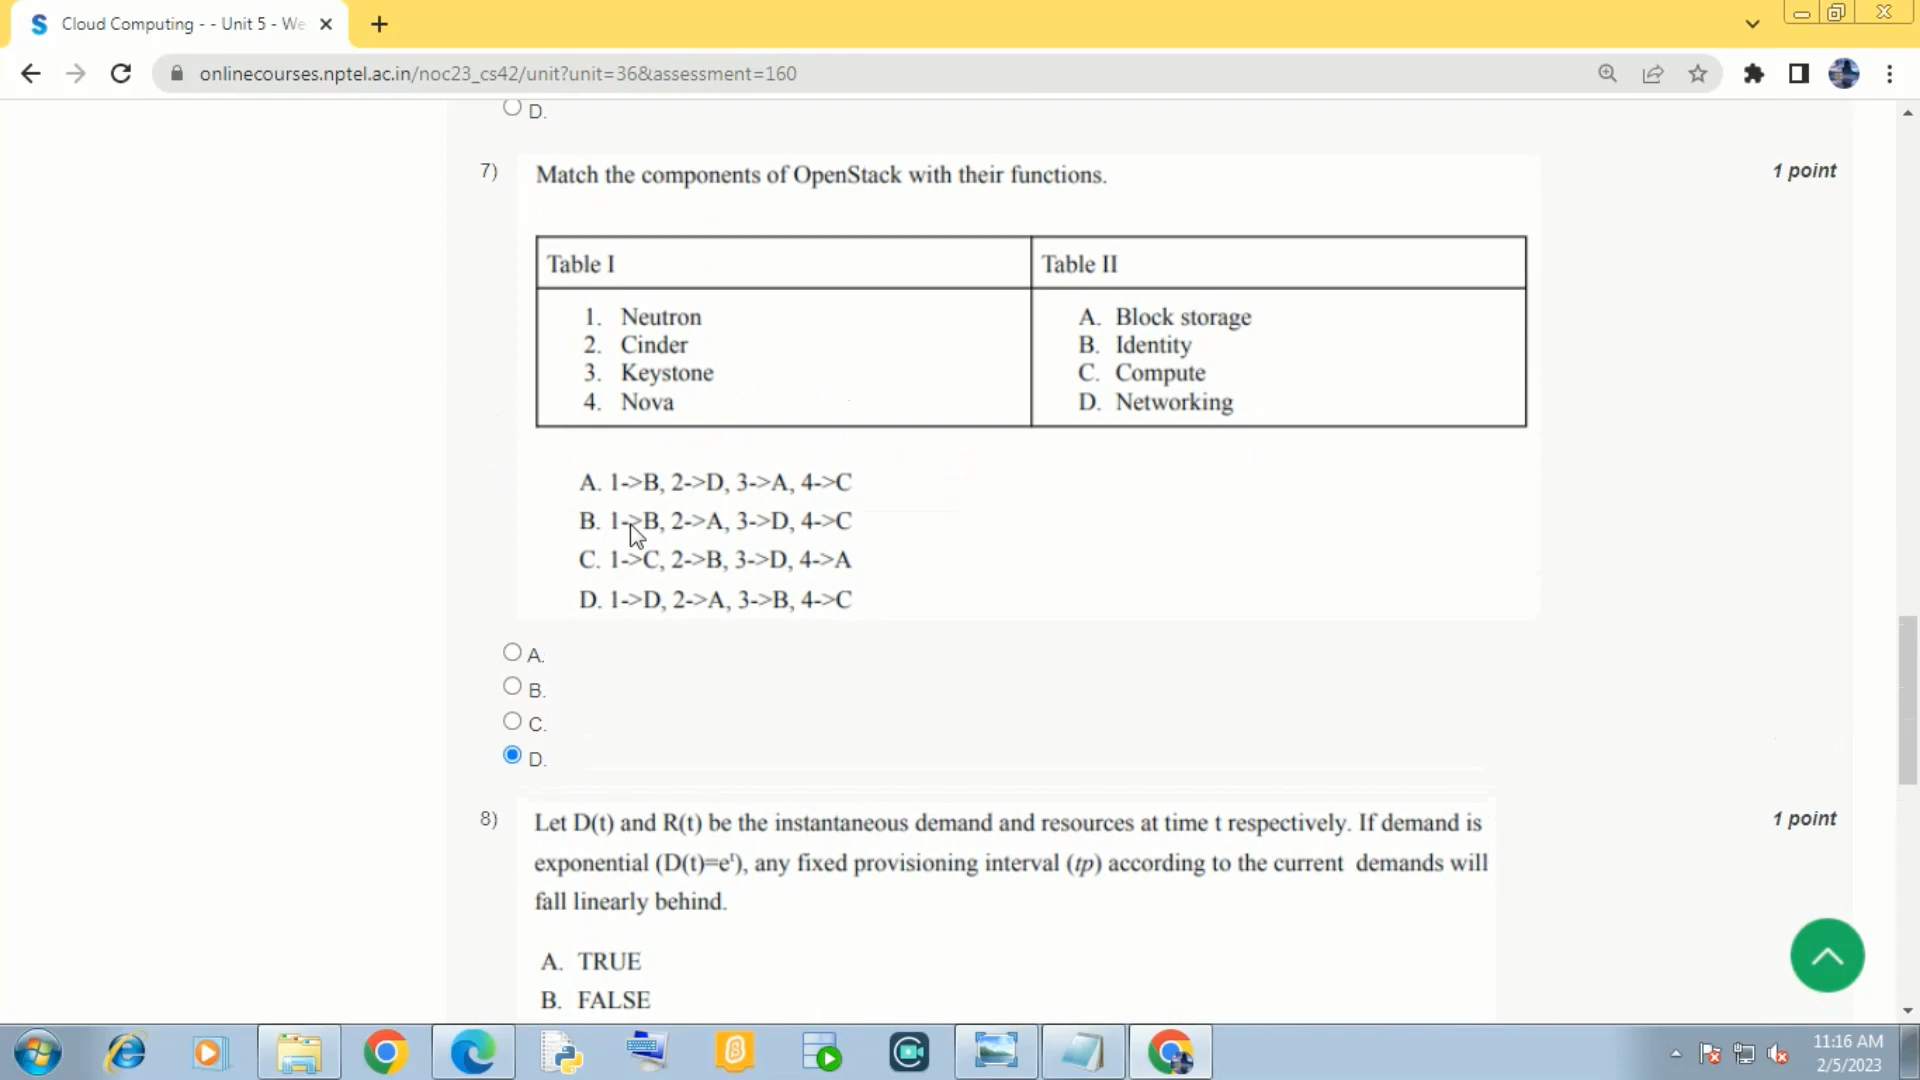 Cloud Computing - - Unit 5 - We
onlinecourses.nptel.ac.in/noc23_cs42/unit?unit=36&assessment=160
D.
7) Match the components of OpenStack with their functions. 1 point
Table I Table II
1. Neutron A. Block storage
2. Cinder B. Identity
3. Keystone C. Compute
4. Nova D. Networking
A. 1->B, 2->D, 3->A, 4->C
B. 1->B, 2->A, 3->D, 4->C
C. 1->C, 2->B, 3->D, 4->A
D. 1->D, 2->A, 3->B, 4->C
A.
B.
C.
D.
8) Let D(t) and R(t) be the instantaneous demand and resources at time t respectively. If demand is 1 point
exponential (D(t)=eᵗ), any fixed provisioning interval (tp) according to the current demands will
fall linearly behind.
A. TRUE
B. FALSE
11:16 AM
2/5/2023